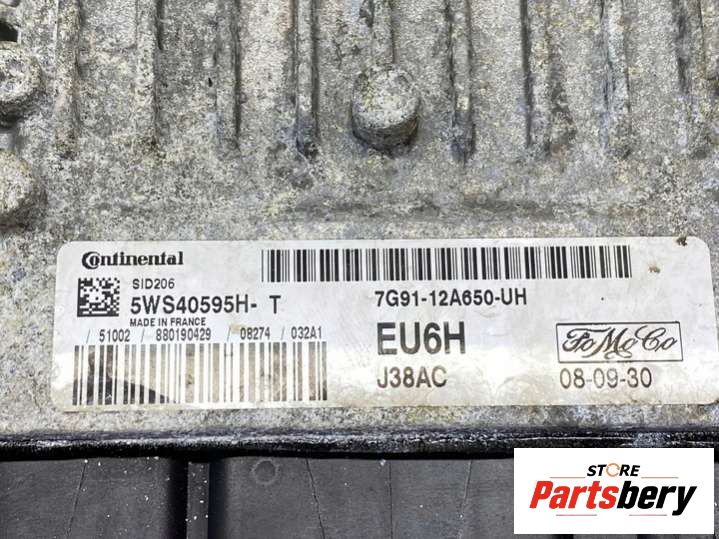 Continental
SID206
5WS40595H- T
MADE IN FRANCE
/ 51002 / 880190429 / 08274 / 032A1
7G91-12A650-UH
EU6H
J38AC
FoMoCo
08-09-30
STORE
Partsbery